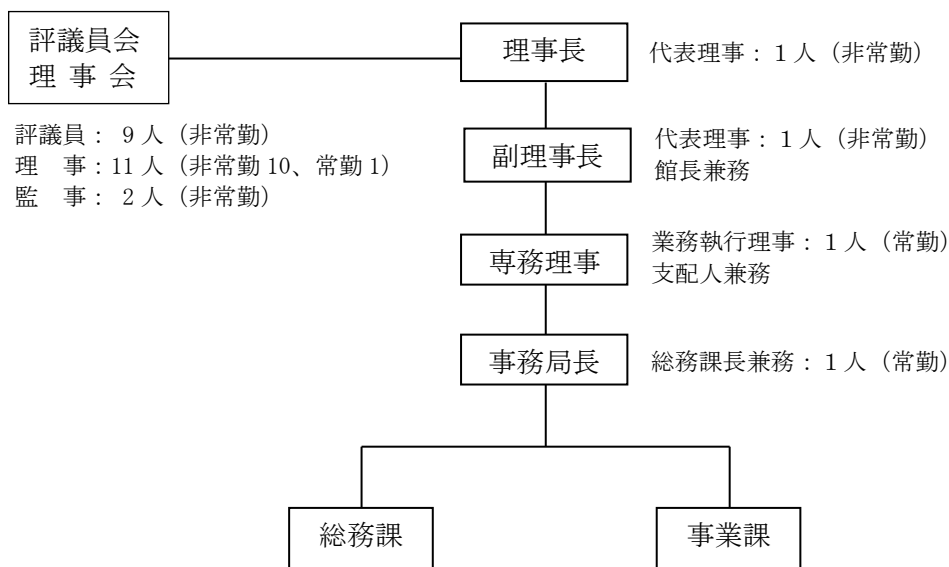 評議員会
理 事 会
評議員： 9 人（非常勤）
理　事：11 人（非常勤 10、常勤 1）
監　事： 2 人（非常勤）
理事長
代表理事：１人（非常勤）
副理事長
代表理事：１人（非常勤）
館長兼務
専務理事
業務執行理事：１人（常勤）
支配人兼務
事務局長
総務課長兼務：１人（常勤）
総務課
事業課